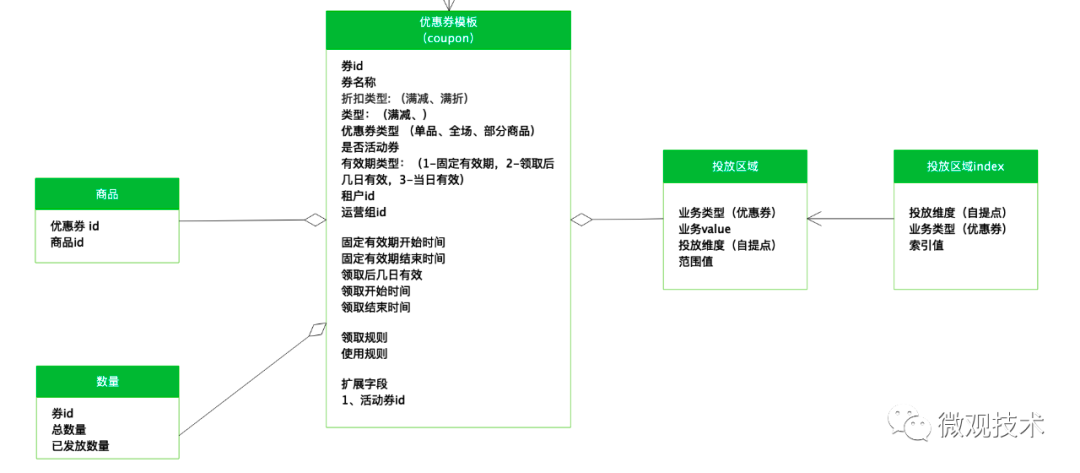 优惠券模板
（coupon）
券id
券名称
折扣类型:（满减、满折）
类型：（满减、）
优惠券类型 （单品、全场、部分商品）
是否活动券
有效期类型：（1-固定有效期，2-领取后
几日有效，3-当日有效）
租户id
运营组id
固定有效期开始时间
固定有效期结束时间
领取后几日有效
领取开始时间
领取结束时间
领取规则
使用规则
扩展字段
1、活动券id
商品
优惠券 id
商品id
数量
券id
总数量
已发放数量
投放区域
业务类型（优惠券）
业务value
投放维度（自提点）
范围值
投放区域index
投放维度（自提点）
业务类型（优惠券）
索引值
微观技术